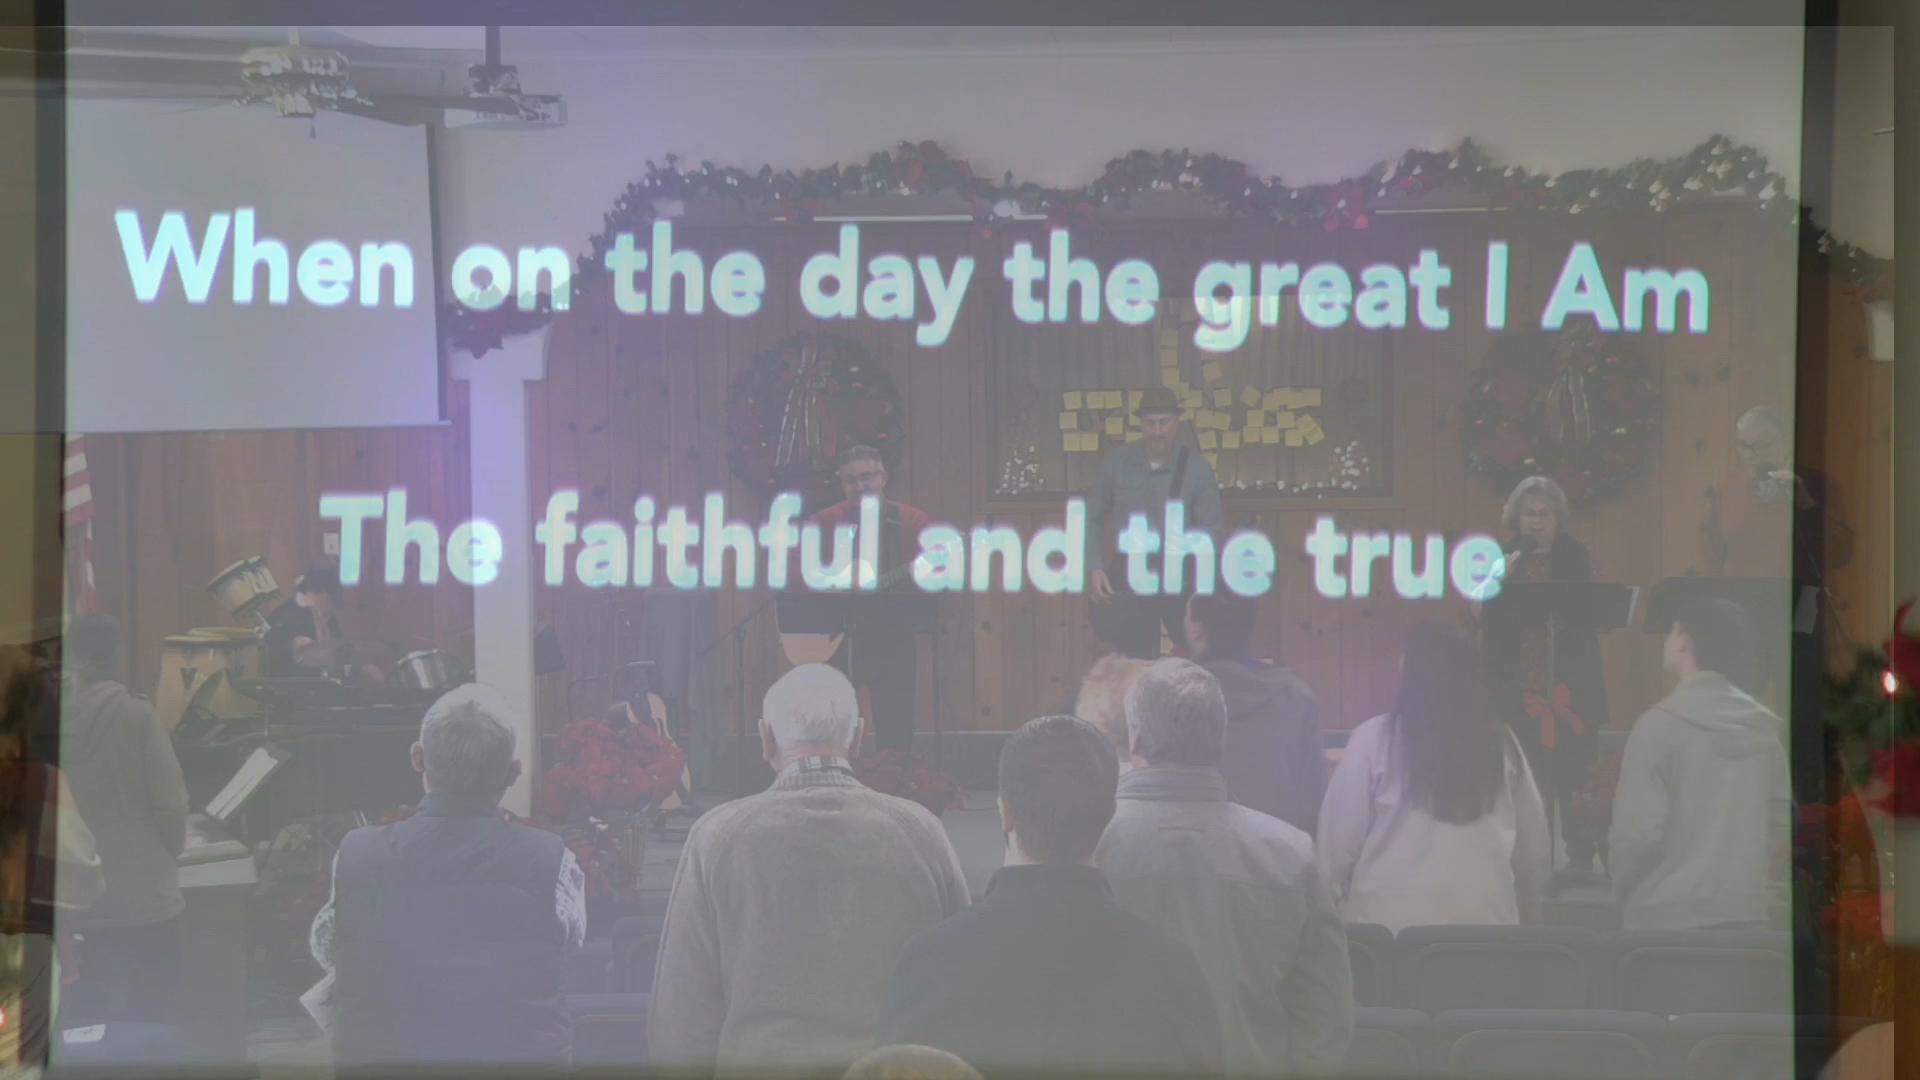 When on the day the great I Am
The faithful and the true